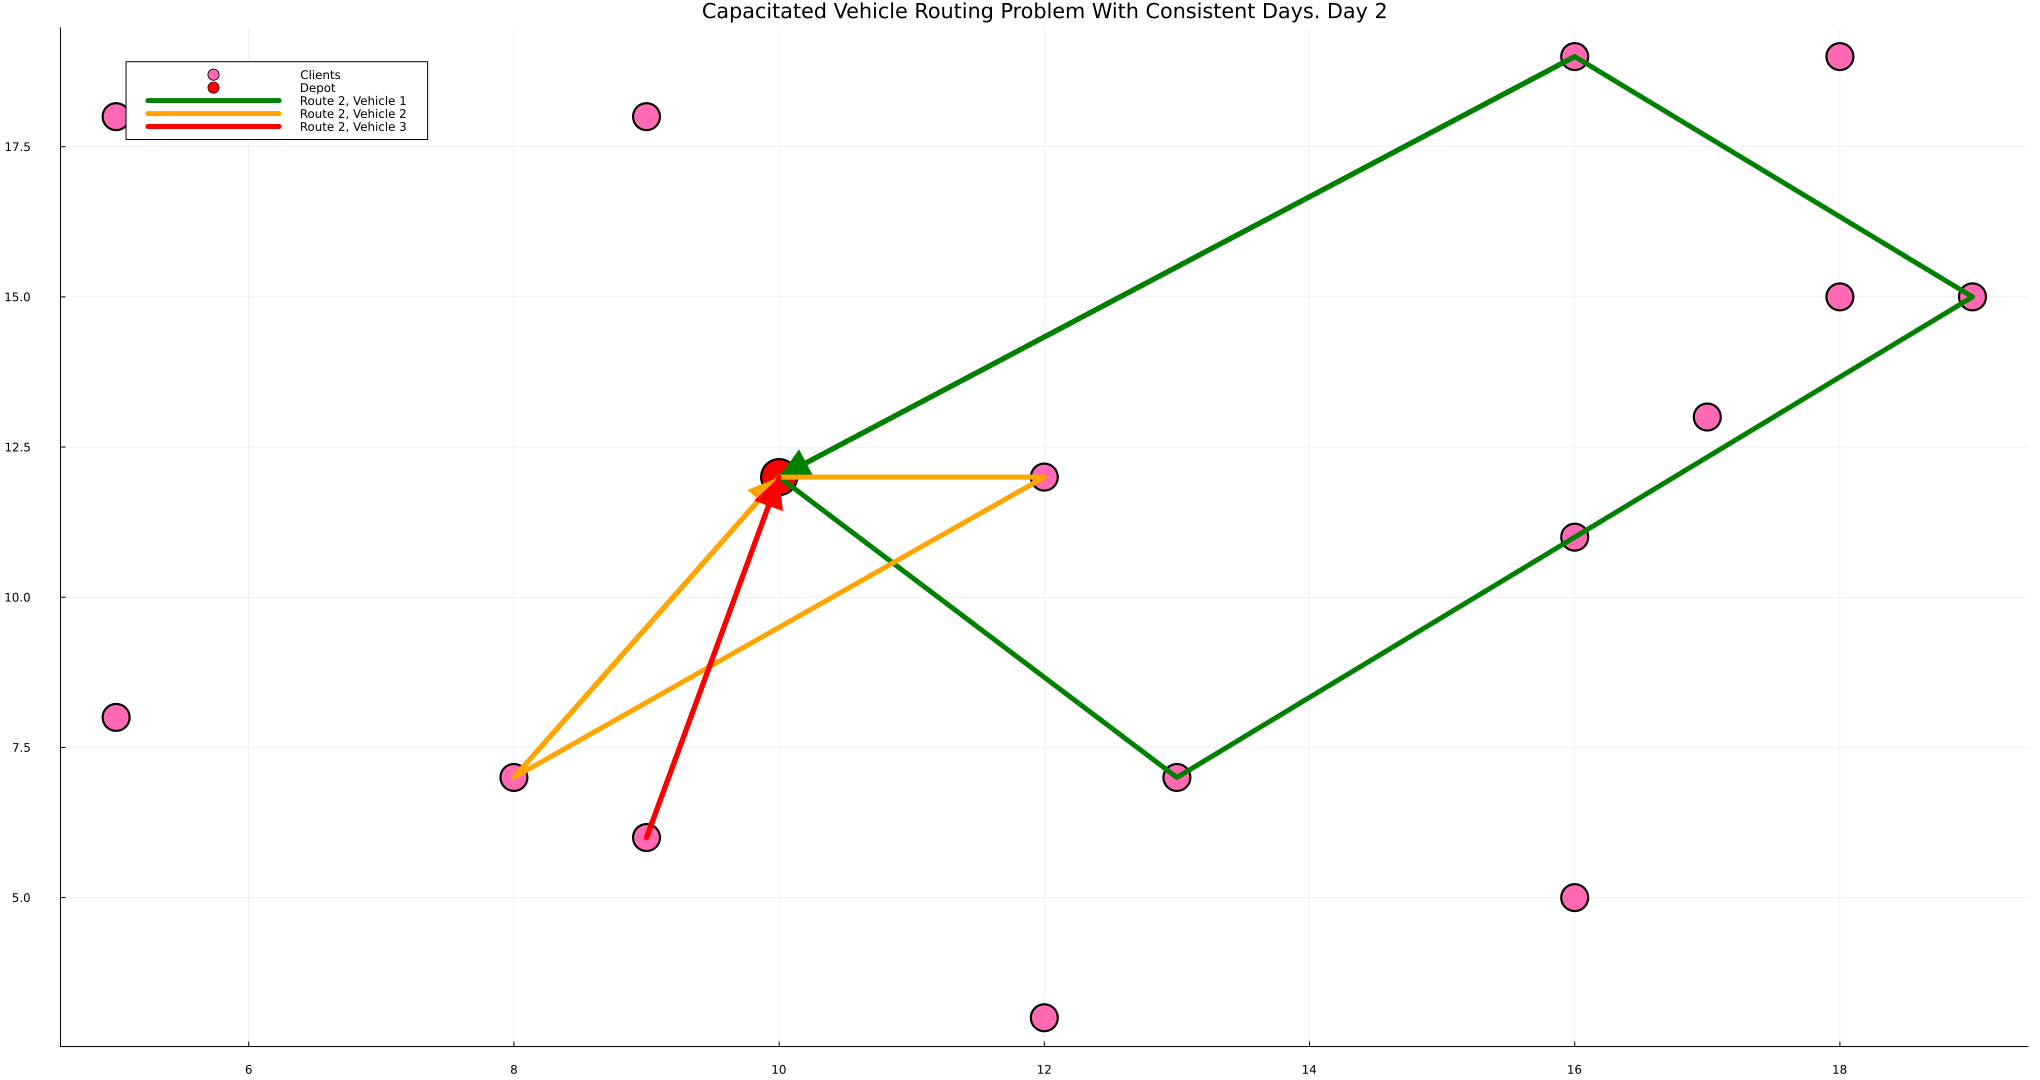 Capacitated Vehicle Routing Problem With Consistent Days. Day 2
Clients
Depot
Route 2, Vehicle 1
Route 2, Vehicle 2
Route 2, Vehicle 3
17.5
15.0
12.5
10.0
7.5
5.0
6 8 10 12 14 16 18